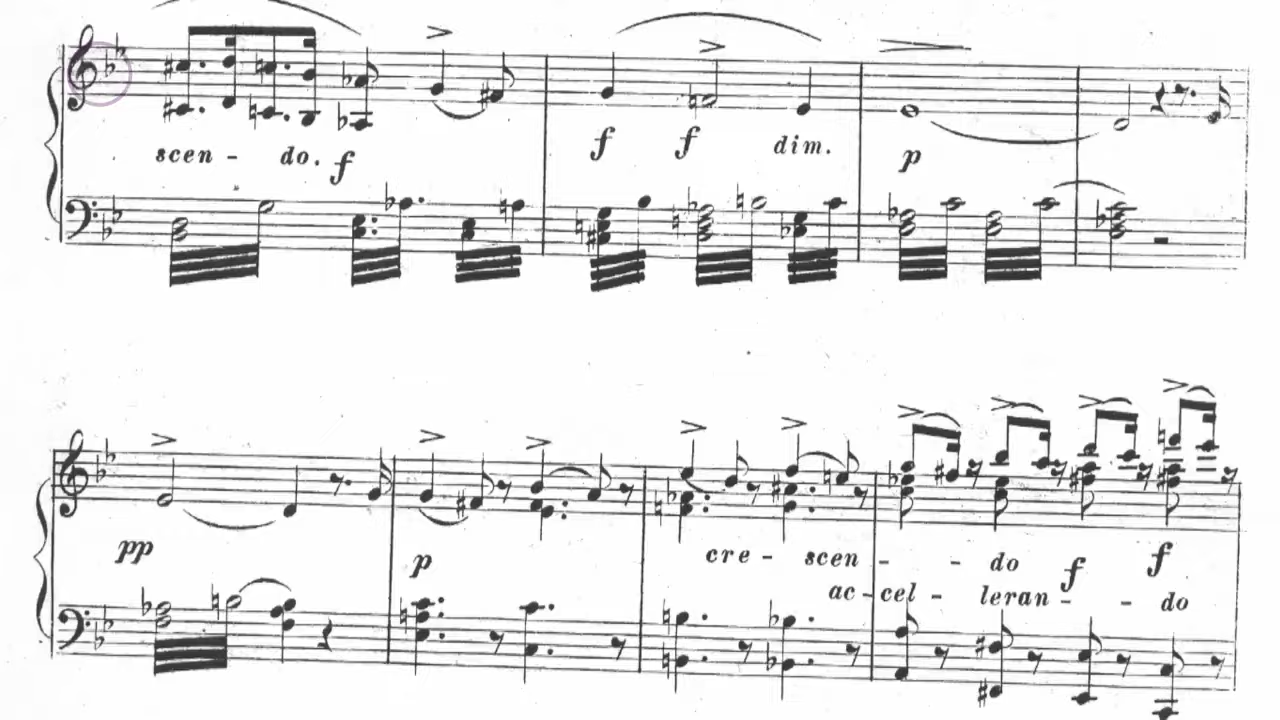 scen - do. f f f dim. p
pp p cre - scen - - do f f
ac - cel - leran - - do